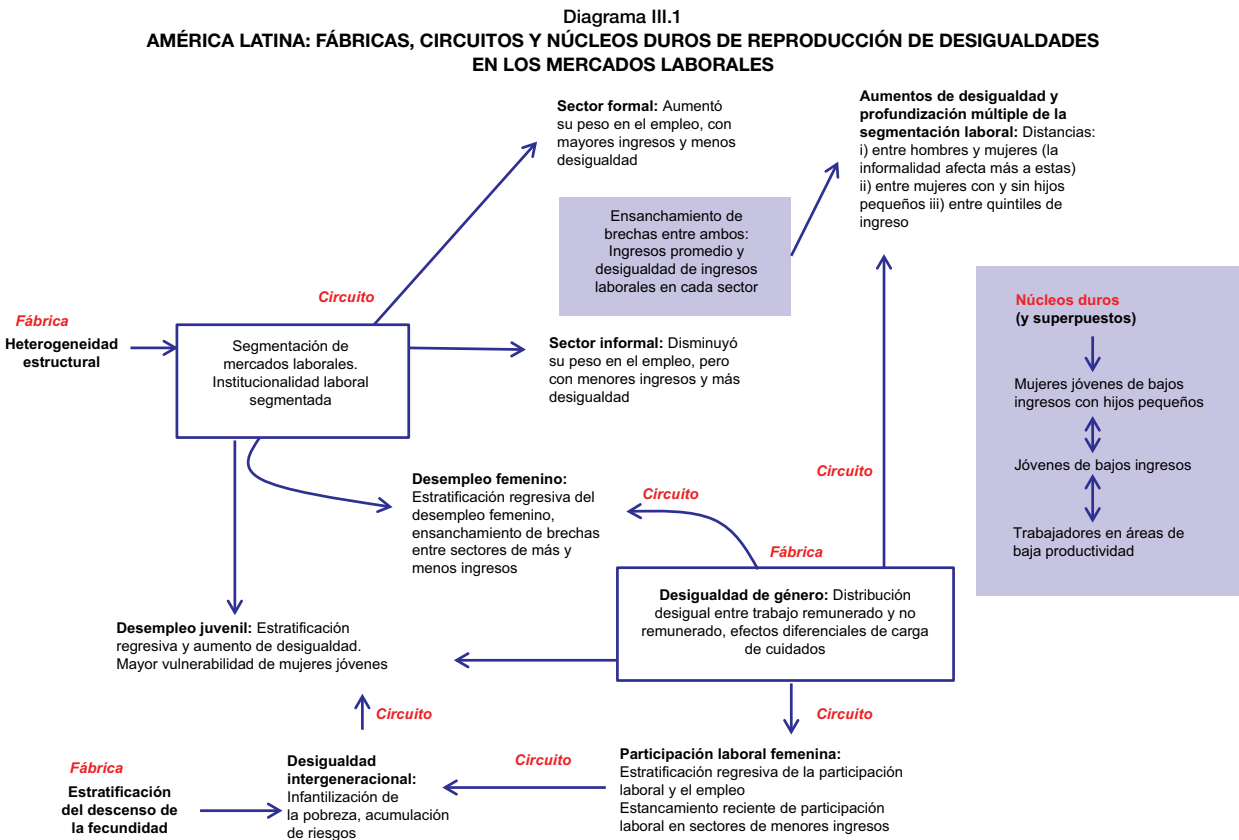 Diagrama III.1
AMÉRICA LATINA: FÁBRICAS, CIRCUITOS Y NÚCLEOS DUROS DE REPRODUCCIÓN DE DESIGUALDADES
EN LOS MERCADOS LABORALES
Sector formal: Aumentó
su peso en el empleo, con
mayores ingresos y menos
desigualdad
Aumentos de desigualdad y
profundización múltiple de la
segmentación laboral: Distancias:
i) entre hombres y mujeres (la
informalidad afecta más a estas)
ii) entre mujeres con y sin hijos
pequeños iii) entre quintiles de
ingreso
Ensanchamiento de
brechas entre ambos:
Ingresos promedio y
desigualdad de ingresos
laborales en cada sector
Circuito
Fábrica
Heterogeneidad
estructural
Segmentación de
mercados laborales.
Institucionalidad laboral
segmentada
Sector informal: Disminuyó
su peso en el empleo, pero
con menores ingresos y más
desigualdad
Núcleos duros
(y superpuestos)
Mujeres jóvenes de bajos
ingresos con hijos pequeños
Jóvenes de bajos ingresos
Trabajadores en áreas de
baja productividad
Circuito
Desempleo femenino:
Estratificación regresiva del
desempleo femenino,
ensanchamiento de brechas
entre sectores de más y
menos ingresos
Circuito
Fábrica
Desigualdad de género: Distribución
desigual entre trabajo remunerado y no
remunerado, efectos diferenciales de carga
de cuidados
Desempleo juvenil: Estratificación
regresiva y aumento de desigualdad.
Mayor vulnerabilidad de mujeres jóvenes
Circuito
Circuito
Fábrica
Estratificación
del descenso de
la fecundidad
Desigualdad
intergeneracional:
Infantilización de
la pobreza, acumulación
de riesgos
Circuito
Participación laboral femenina:
Estratificación regresiva de la participación
laboral y el empleo
Estancamiento reciente de participación
laboral en sectores de menores ingresos